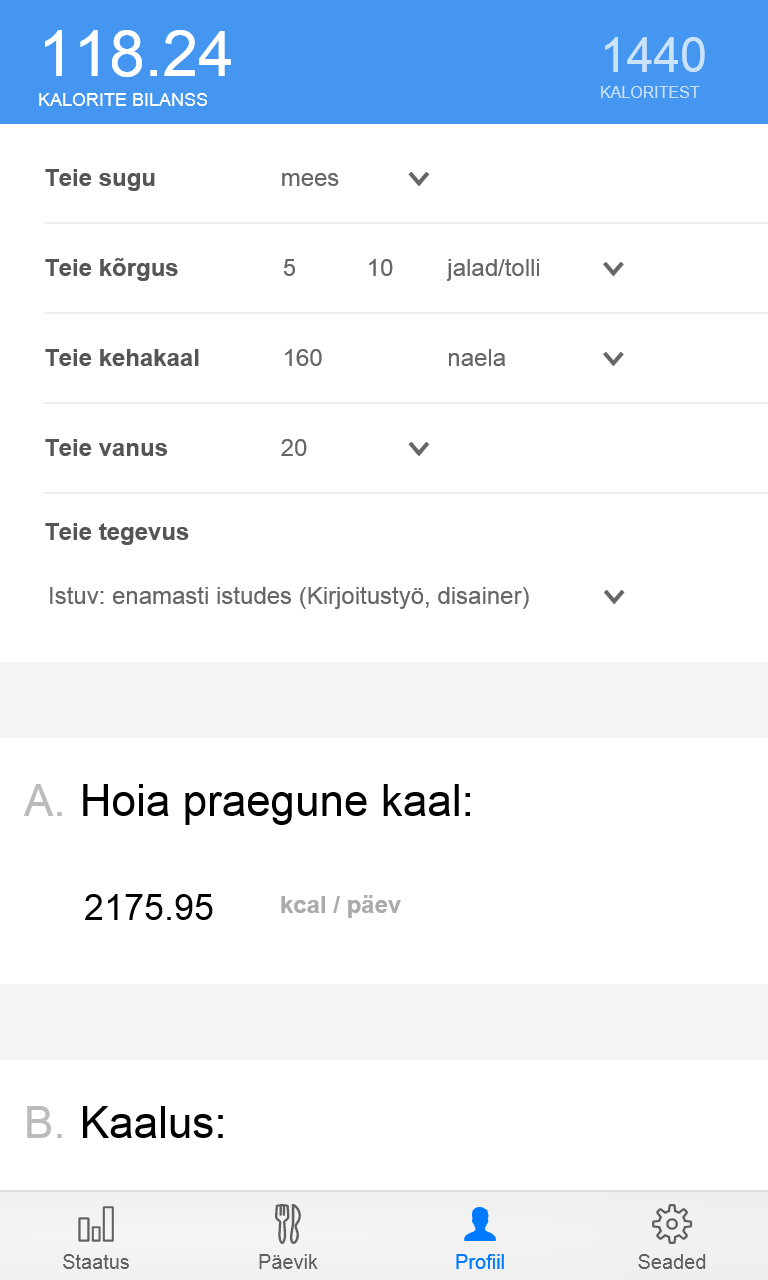 118.24
KALORITE BILANSS
1440
KALORITEST
Teie sugu mees
Teie kõrgus 5 10 jalad/tolli
Teie kehakaal 160 naela
Teie vanus 20
Teie tegevus
Istuv: enamasti istudes (Kirjoitustyö, disainer)
A. Hoia praegune kaal:
2175.95 kcal / päev
B. Kaalus:
Staatus Päevik Profiil Seaded